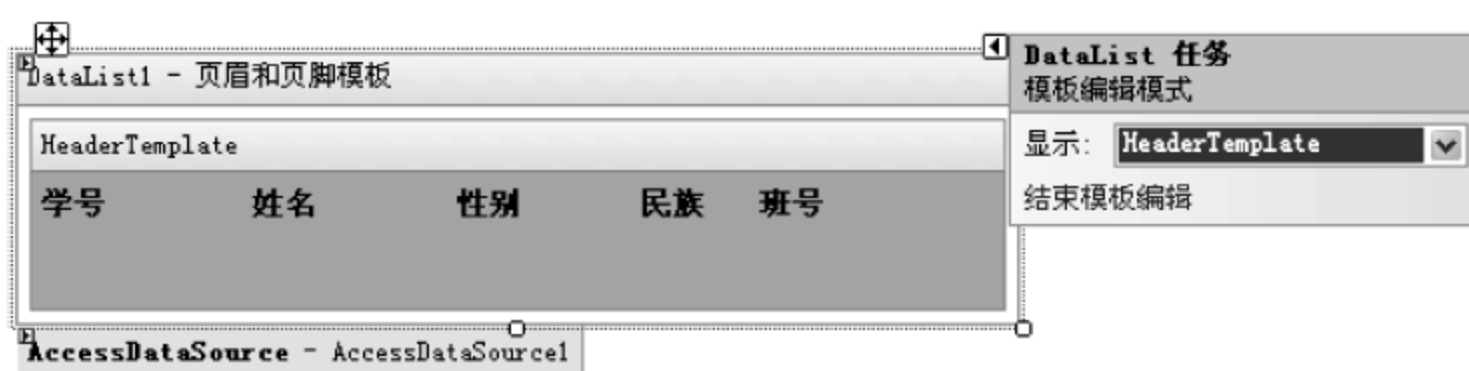 DataList1 - 页眉和页脚模板
HeaderTemplate
学号 姓名 性别 民族 班号
AccessDataSource - AccessDataSource1
DataList 任务
模板编辑模式
显示: HeaderTemplate
结束模板编辑